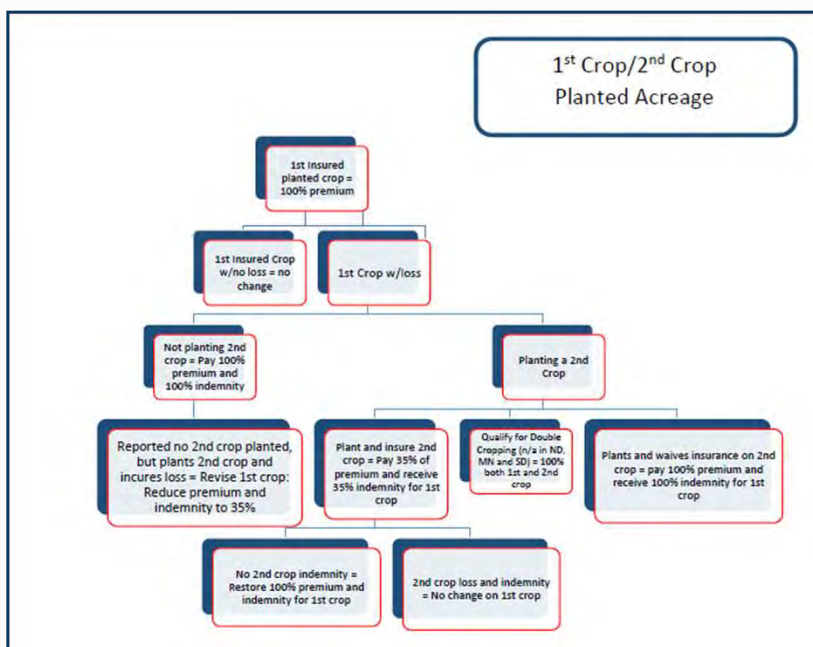 1st Crop/2nd Crop
Planted Acreage
1st Insured
planted crop =
100% premium
1st Insured Crop
w/no loss = no
change
1st Crop w/loss
Not planting 2nd
crop = Pay 100%
premium and
100% indemnity
Planting a 2nd
Crop
Reported no 2nd crop planted,
but plants 2nd crop and
incures loss = Revise 1st crop:
Reduce premium and
indemnity to 35%
Plant and insure 2nd
crop = Pay 35% of
premium and receive
35% indemnity for 1st
crop
Qualify for Double
Cropping (n/a in ND,
MN and SD) = 100%
both 1st and 2nd
crop
Plants and waives insurance on 2nd
crop = pay 100% premium and
receive 100% indemnity for 1st
crop
No 2nd crop indemnity =
Restore 100% premium and
indemnity for 1st crop
2nd crop loss and indemnity
= No change on 1st crop